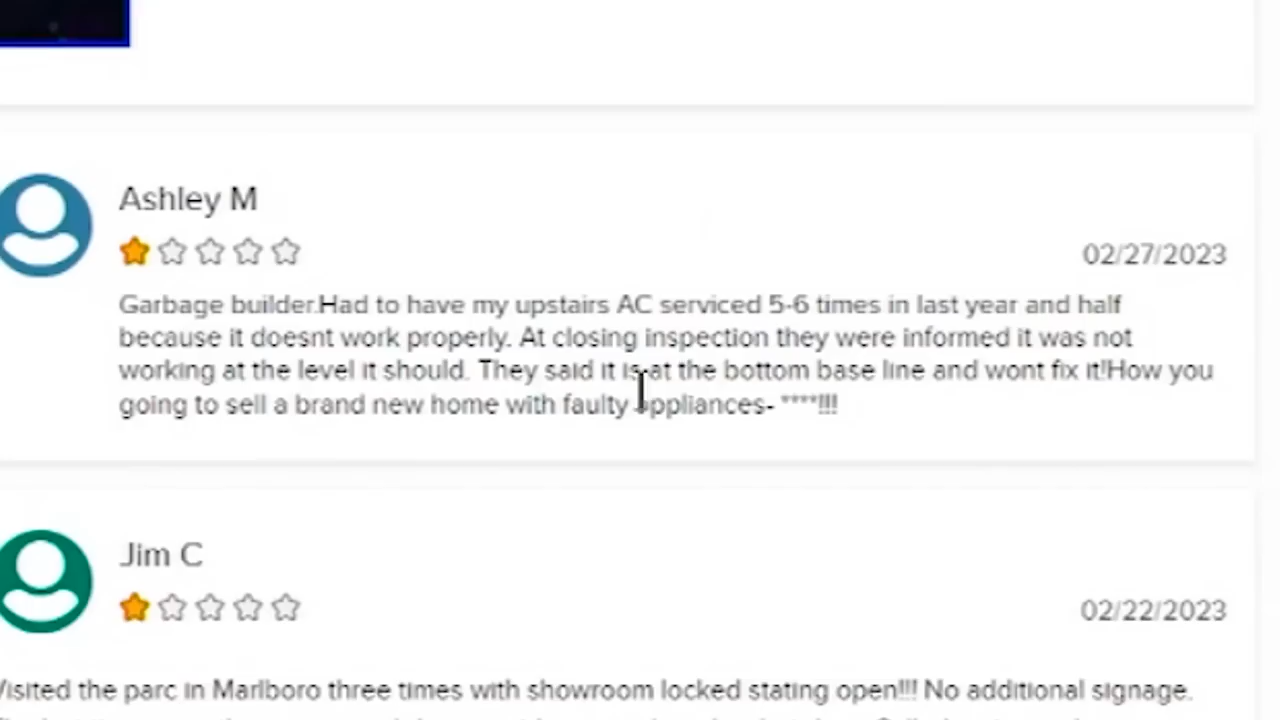 Ashley M
02/27/2023
Garbage builder.Had to have my upstairs AC serviced 5-6 times in last year and half
because it doesnt work properly. At closing inspection they were informed it was not
working at the level it should. They said it is at the bottom base line and wont fix it!How you
going to sell a brand new home with faulty appliances- ****!!!
Jim C
02/22/2023
Visited the parc in Marlboro three times with showroom locked stating open!!! No additional signage.